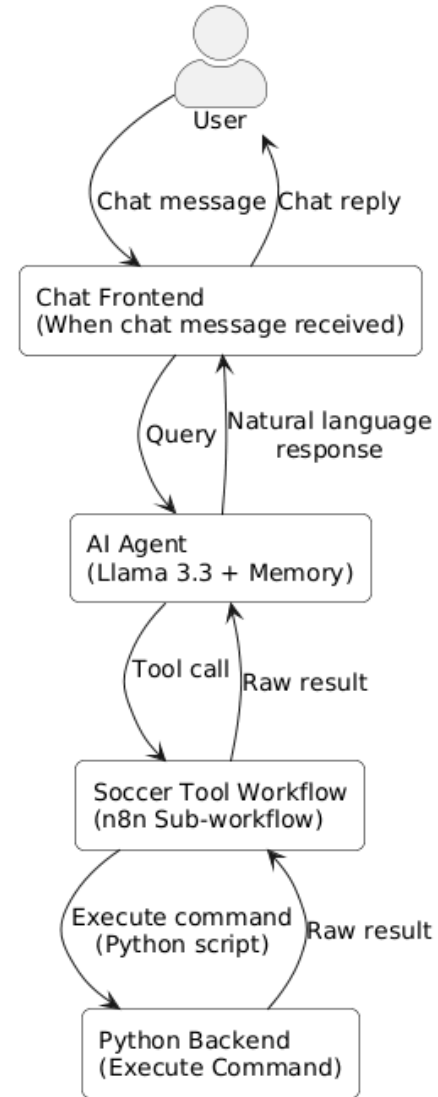 User
Chat message
Chat reply
Chat Frontend
(When chat message received)
Query
Natural language
response
AI Agent
(Llama 3.3 + Memory)
Tool call
Raw result
Soccer Tool Workflow
(n8n Sub-workflow)
Execute command
(Python script)
Raw result
Python Backend
(Execute Command)